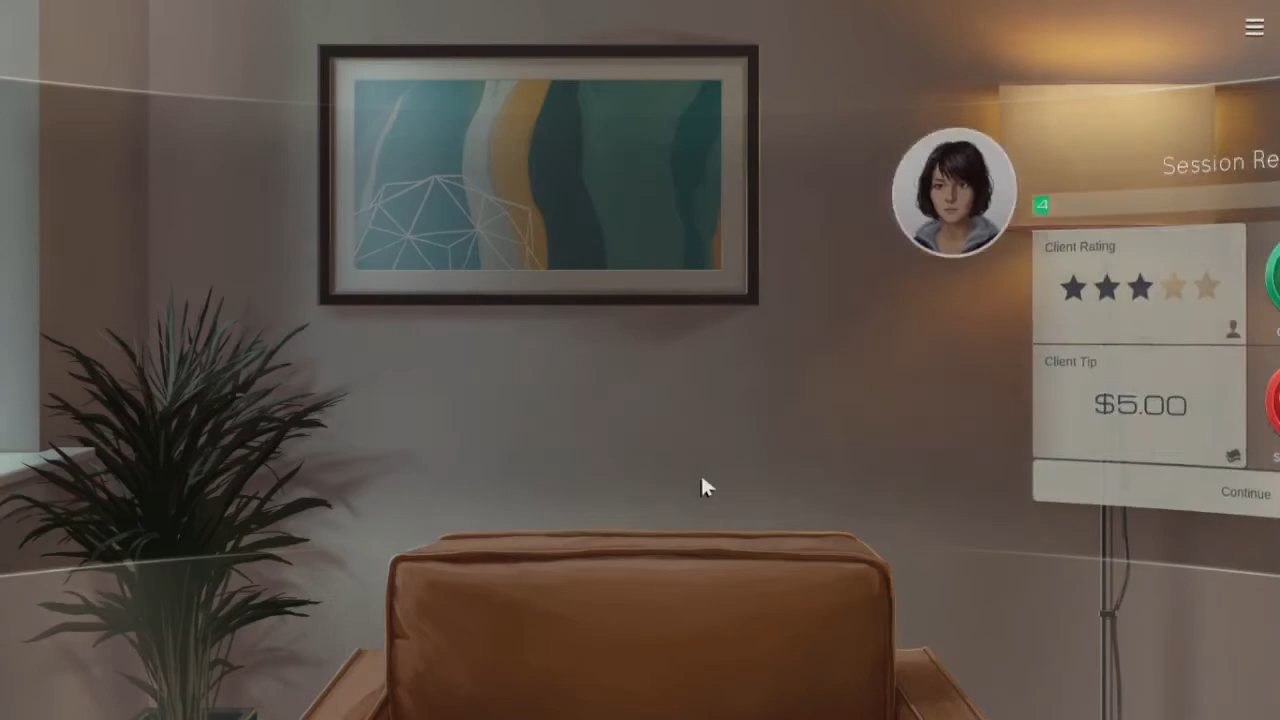 Session Re
4
Client Rating
Client Tip
$5.00
Continue